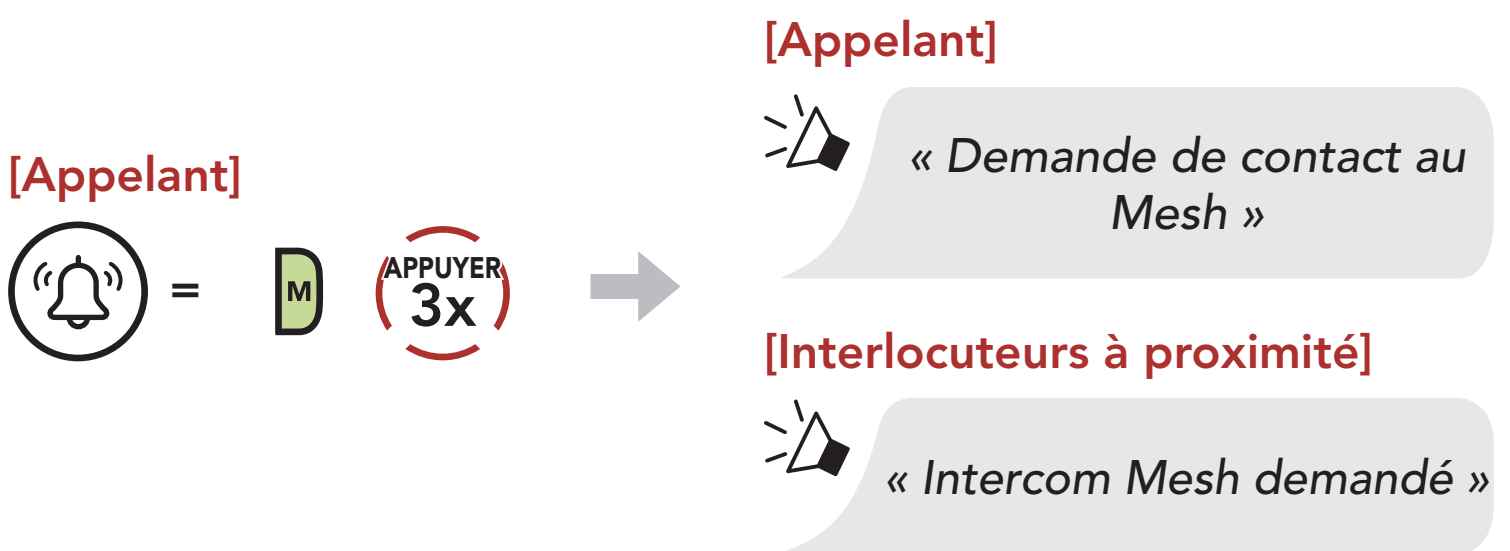 [Appelant]
=
M
APPUYER
3x
[Appelant]
« Demande de contact au
Mesh »
[Interlocuteurs à proximité]
« Intercom Mesh demandé »